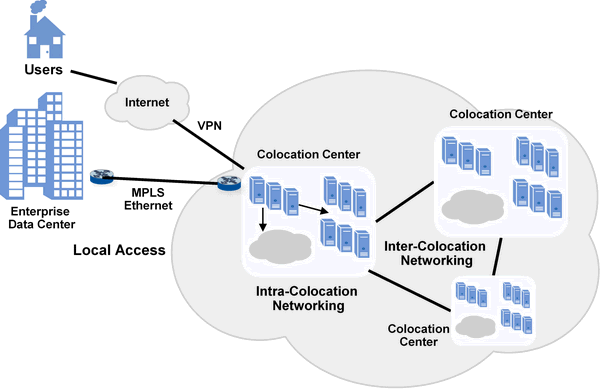 Users
Internet
VPN
Enterprise
Data Center
MPLS
Ethernet
Local Access
Colocation Center
Intra-Colocation
Networking
Colocation Center
Inter-Colocation
Networking
Colocation
Center